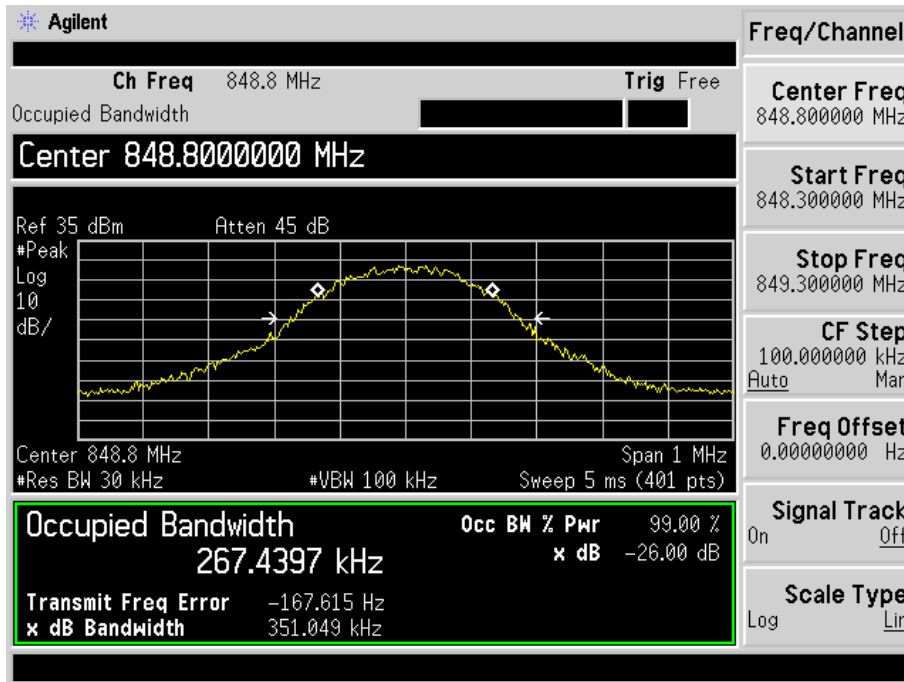 Agilent
Freq/Channel
Ch Freq 848.8 MHz Trig Free
Occupied Bandwidth
Center 848.8000000 MHz
Ref 35 dBm Atten 45 dB
#Peak
Log
10
dB/
Center 848.8 MHz Span 1 MHz
#Res BW 30 kHz #VBW 100 kHz Sweep 5 ms (401 pts)
Occupied Bandwidth
267.4397 kHz
Occ BW % Pwr 99.00 %
x dB -26.00 dB
Transmit Freq Error -167.615 Hz
x dB Bandwidth 351.049 kHz
Center Freq
848.800000 MHz
Start Freq
848.300000 MHz
Stop Freq
849.300000 MHz
CF Step
100.000000 kHz
Auto Man
Freq Offset
0.00000000 Hz
Signal Track
On Off
Scale Type
Log Lin